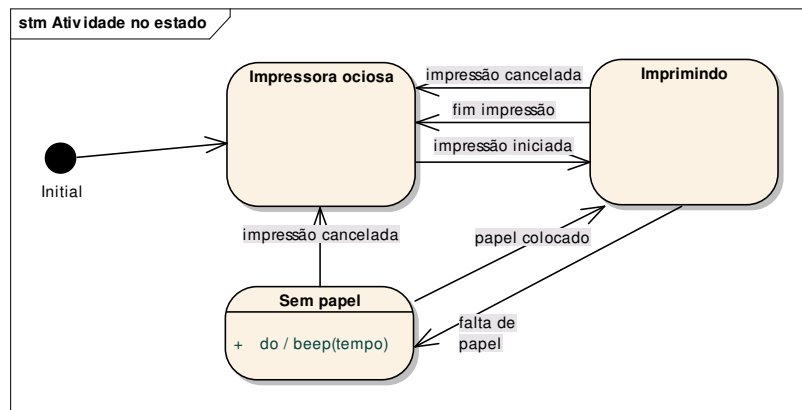 stm Atividade no estado
Impressora ociosa
impressão cancelada
Imprimindo
fim impressão
impressão iniciada
Initial
impressão cancelada
papel colocado
Sem papel
+ do / beep(tempo)
falta de
papel